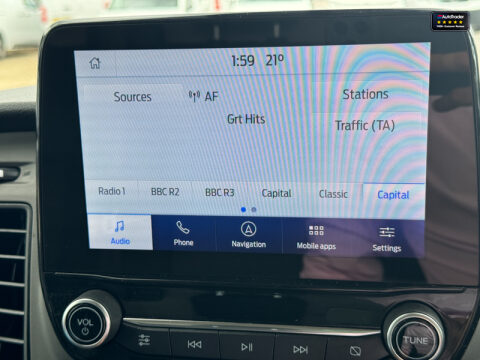 AutoTrader
1:59 21°
Sources AF Stations
Grt Hits
Traffic (TA)
Radio 1 BBC R2 BBC R3 Capital Classic Capital
Audio Phone Navigation Mobile apps Settings
VOL TUNE